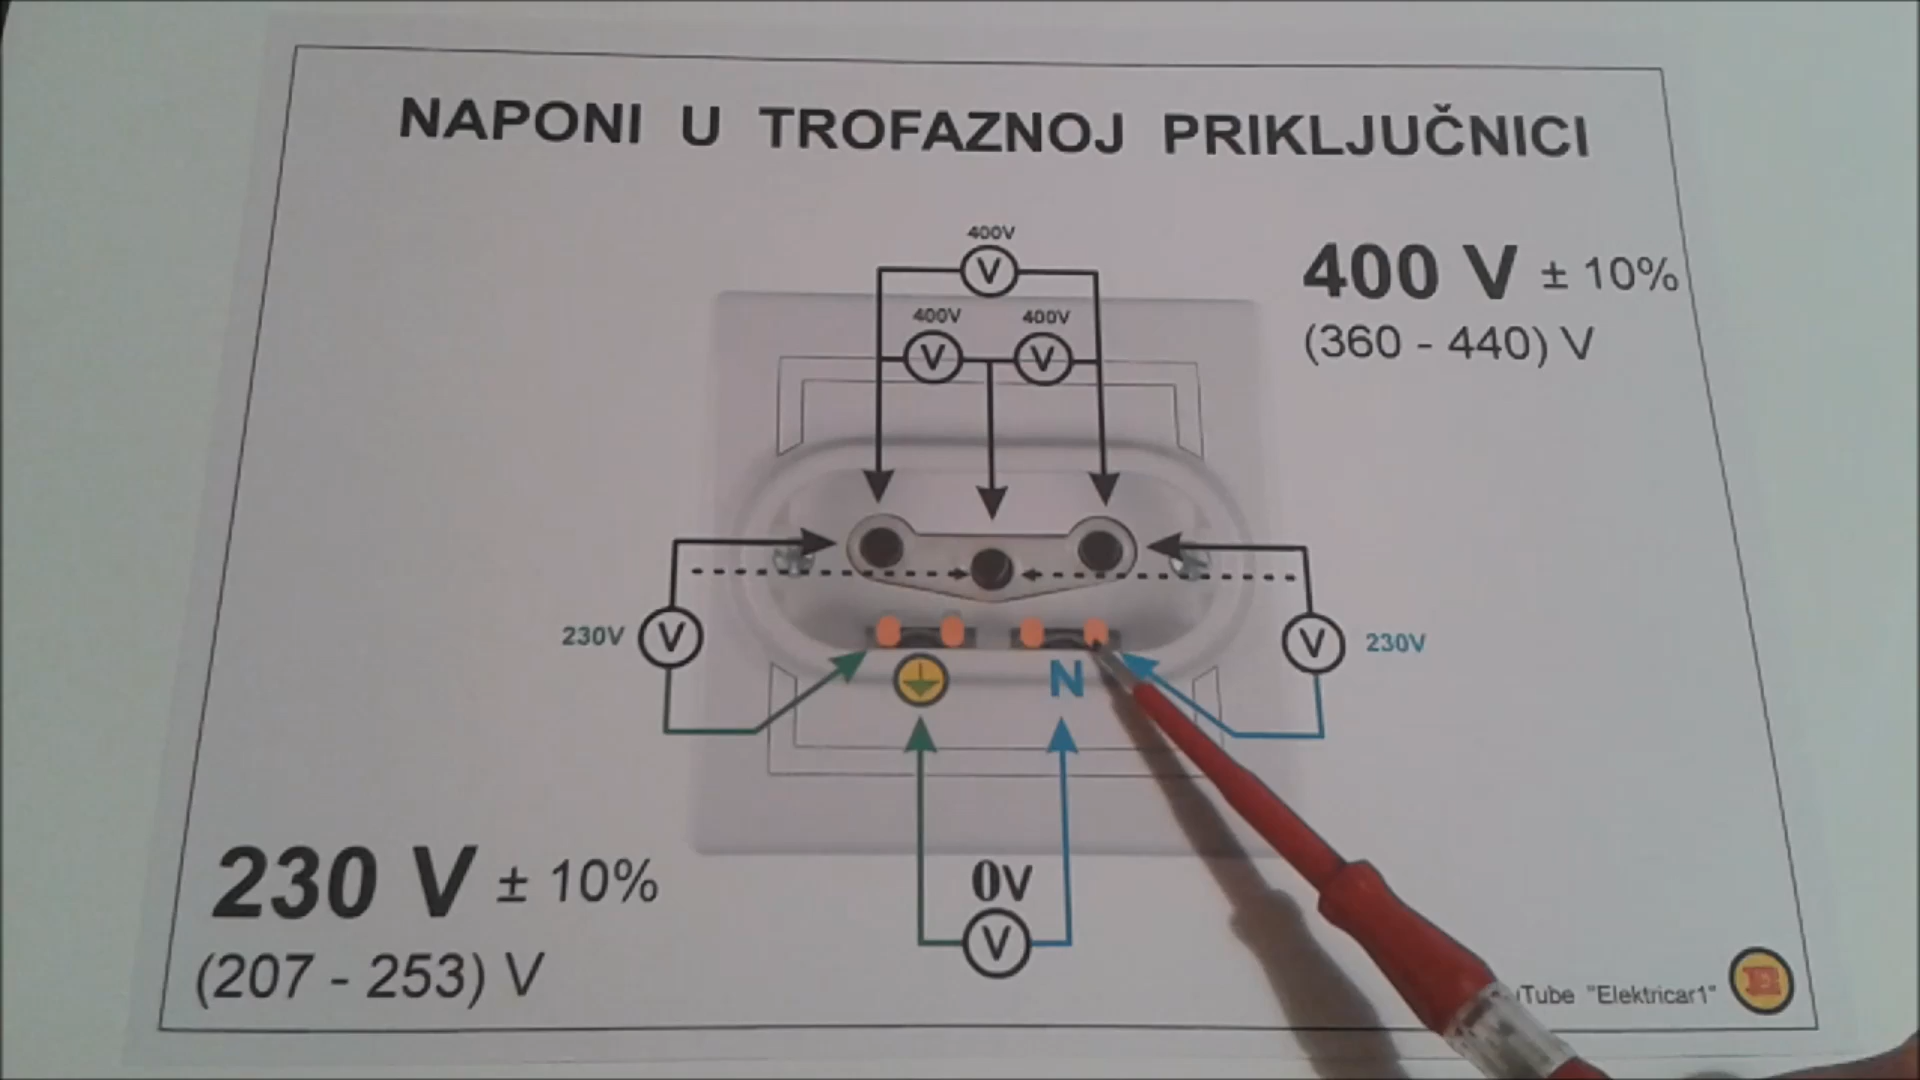 NAPONI U TROFAZNOJ PRIKLJUČNICI
400V
V
400 V ± 10%
(360 - 440) V
400V 400V
V V
230V V
V 230V
N
0V
V
230 V ± 10%
(207 - 253) V
Tube "Elektricar1"